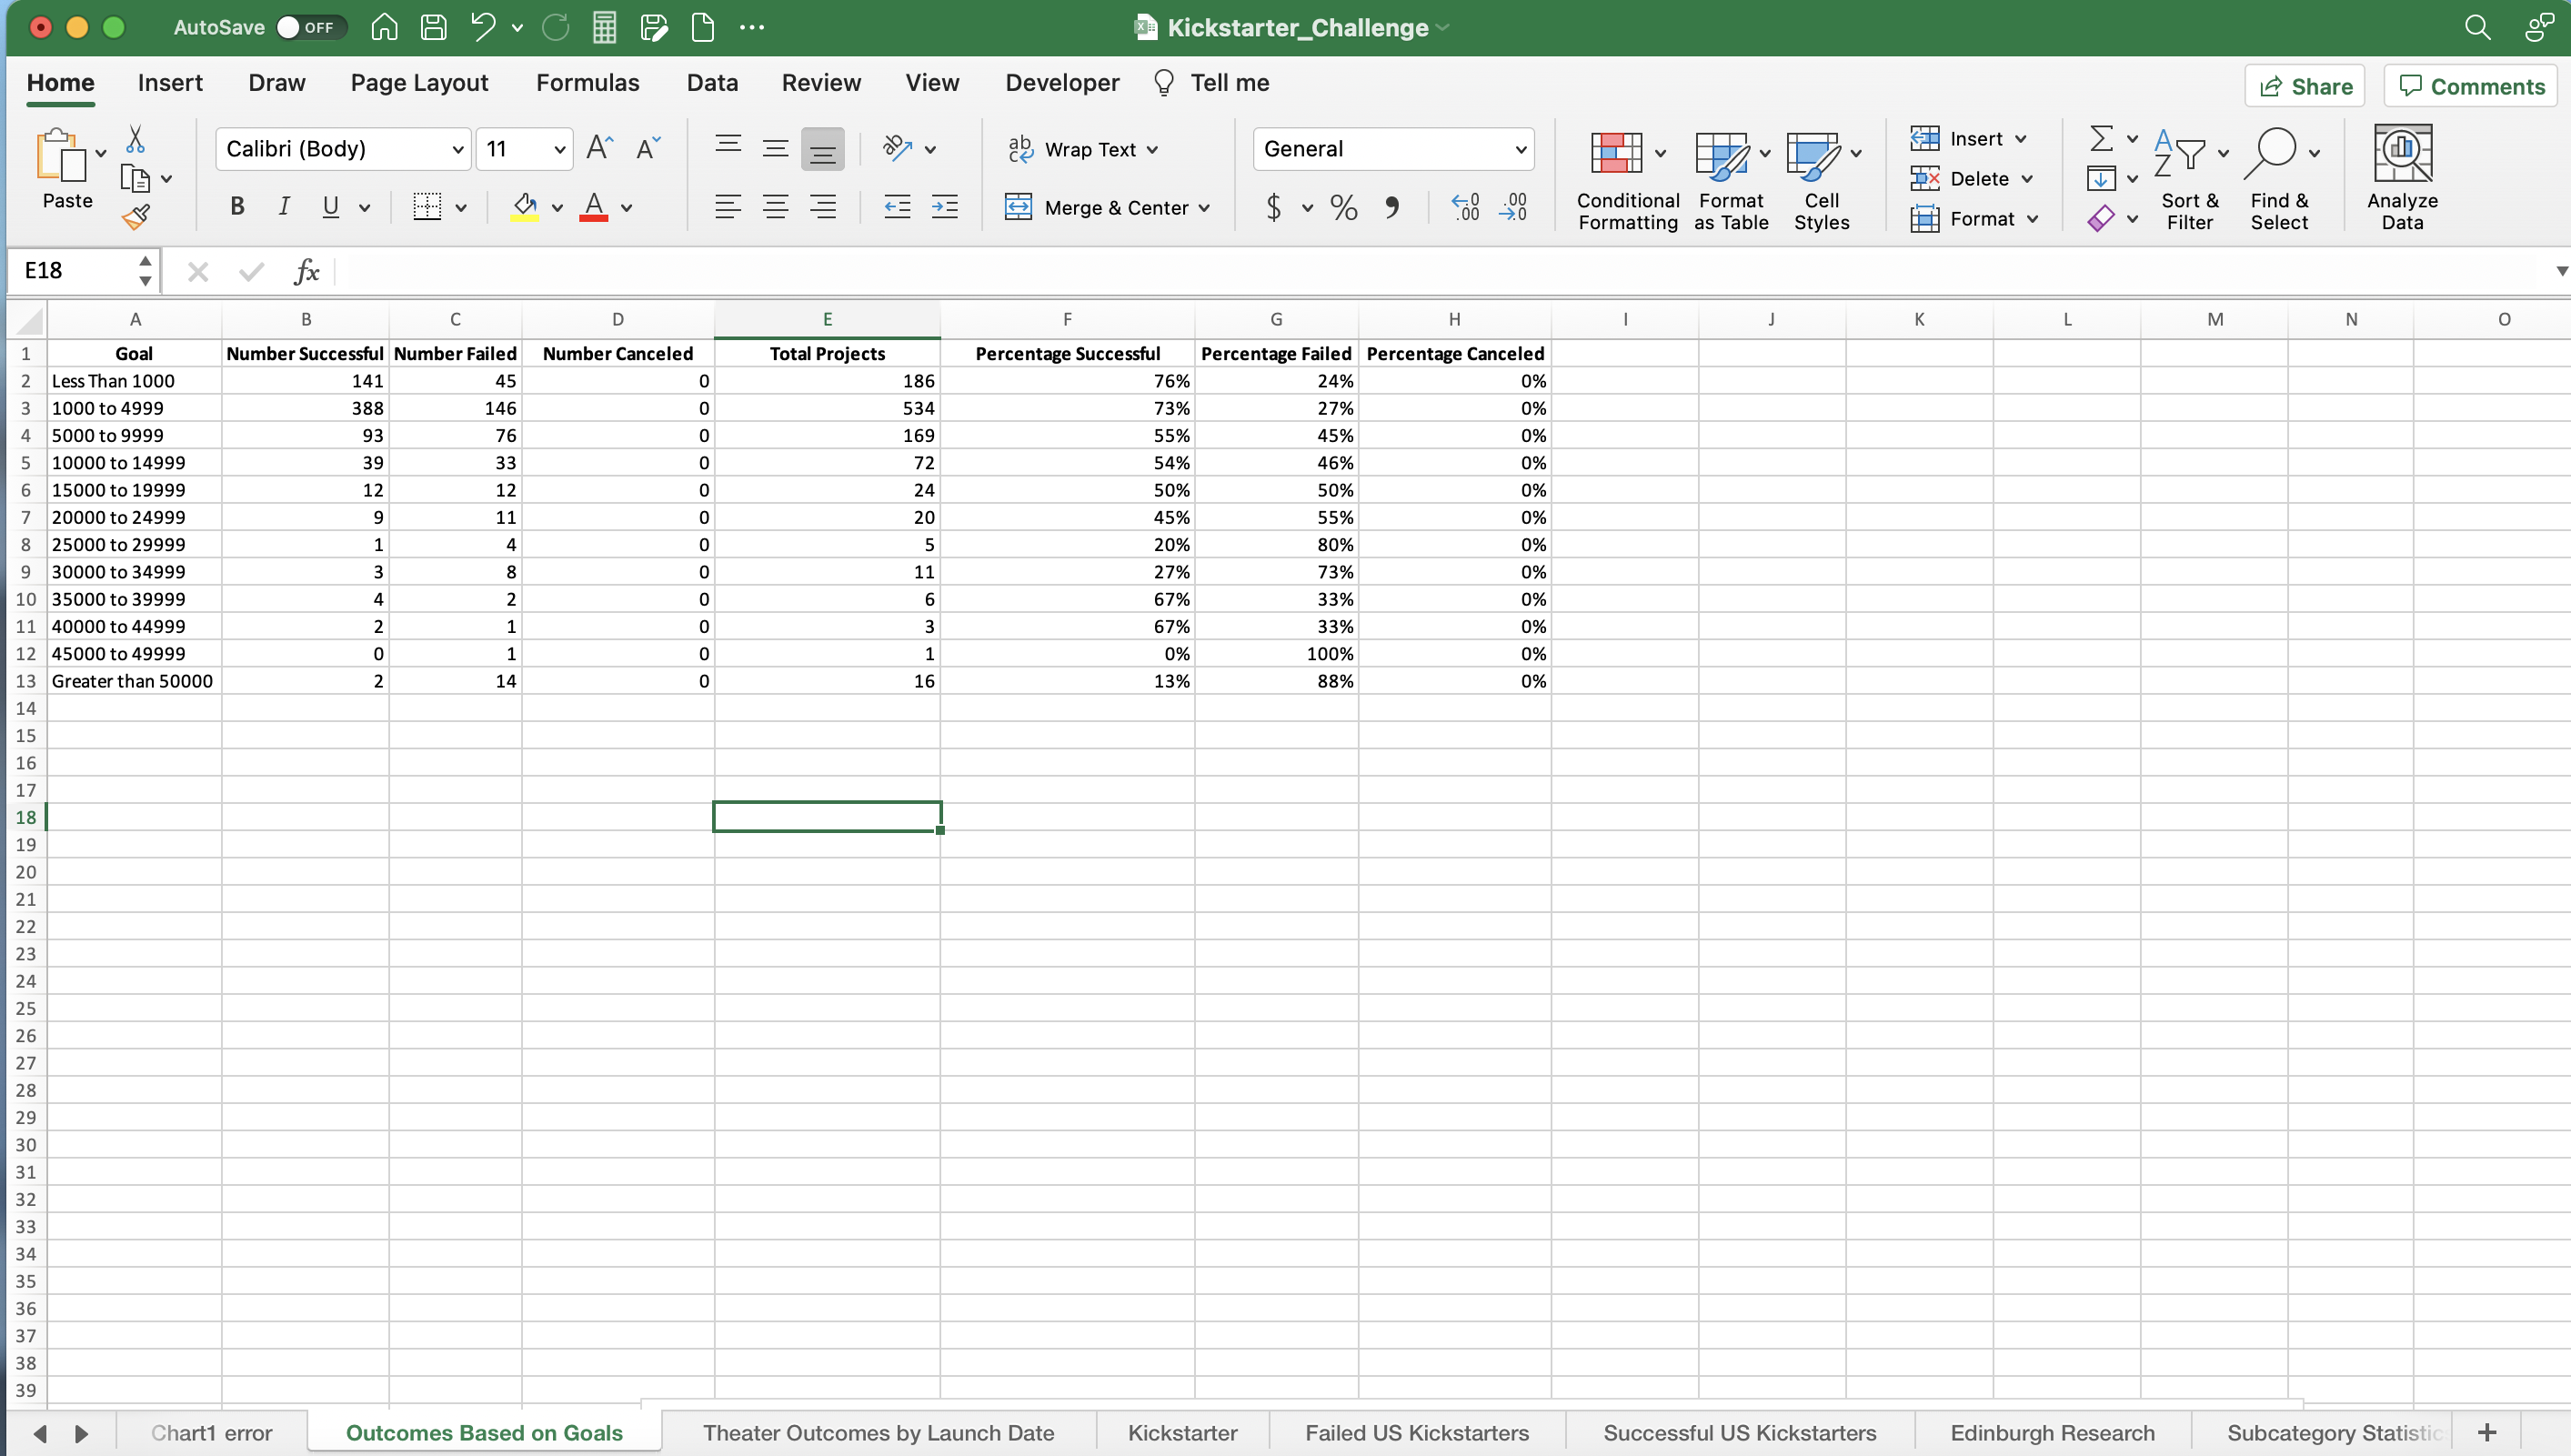 AutoSave OFF Kickstarter_Challenge
Home Insert Draw Page Layout Formulas Data Review View Developer Tell me Share Comments
Paste Calibri (Body) 11 A A ab c Wrap Text General Conditional Formatting Format as Table Cell Styles Insert Delete Format A Z Sort & Filter Find & Select Analyze Data
B I U A Merge & Center $ % , .0 .00 .00 .0
E18 fx
A B C D E F G H I J K L M N O
1 Goal Number Successful Number Failed Number Canceled Total Projects Percentage Successful Percentage Failed Percentage Canceled
2 Less Than 1000 141 45 0 186 76% 24% 0%
3 1000 to 4999 388 146 0 534 73% 27% 0%
4 5000 to 9999 93 76 0 169 55% 45% 0%
5 10000 to 14999 39 33 0 72 54% 46% 0%
6 15000 to 19999 12 12 0 24 50% 50% 0%
7 20000 to 24999 9 11 0 20 45% 55% 0%
8 25000 to 29999 1 4 0 5 20% 80% 0%
9 30000 to 34999 3 8 0 11 27% 73% 0%
10 35000 to 39999 4 2 0 6 67% 33% 0%
11 40000 to 44999 2 1 0 3 67% 33% 0%
12 45000 to 49999 0 1 0 1 0% 100% 0%
13 Greater than 50000 2 14 0 16 13% 88% 0%
14
15
16
17
18
19
20
21
22
23
24
25
26
27
28
29
30
31
32
33
34
35
36
37
38
39
Chart1 error Outcomes Based on Goals Theater Outcomes by Launch Date Kickstarter Failed US Kickstarters Successful US Kickstarters Edinburgh Research Subcategory Statistic